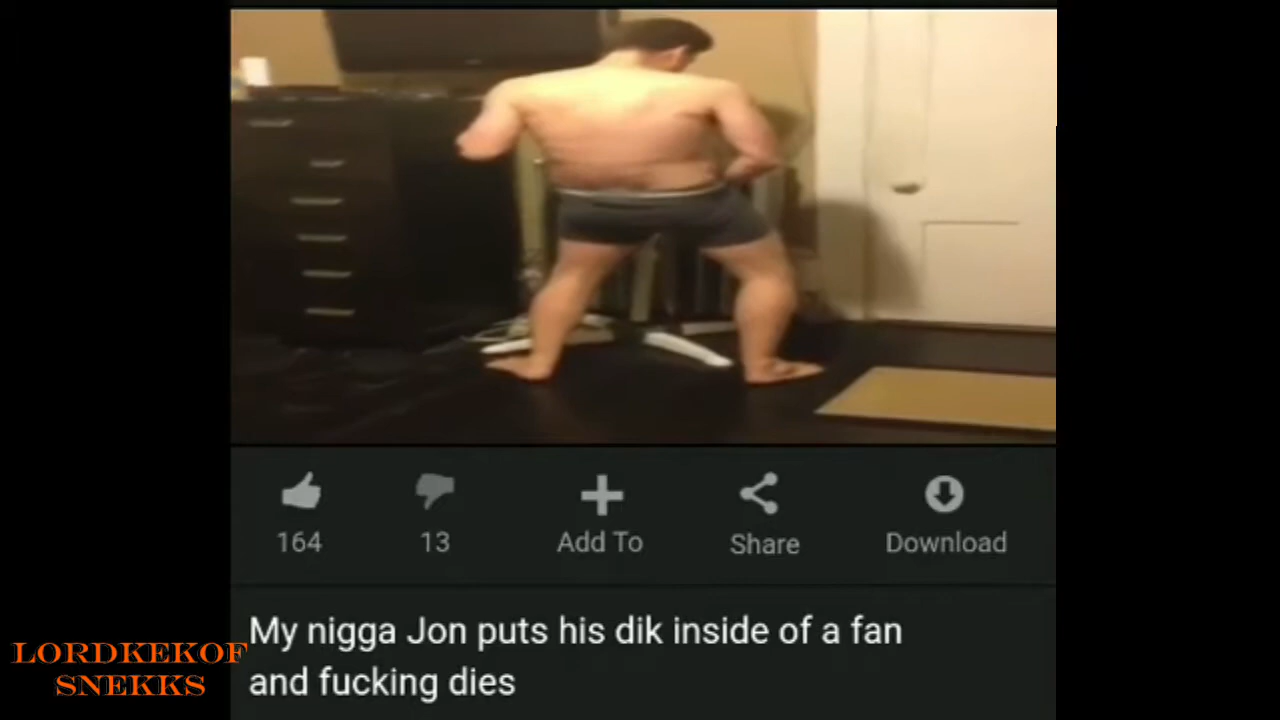 164
13
Add To
Share
Download
My nigga Jon puts his dik inside of a fan
and fucking dies
LORDKEKOF
SNEKKS